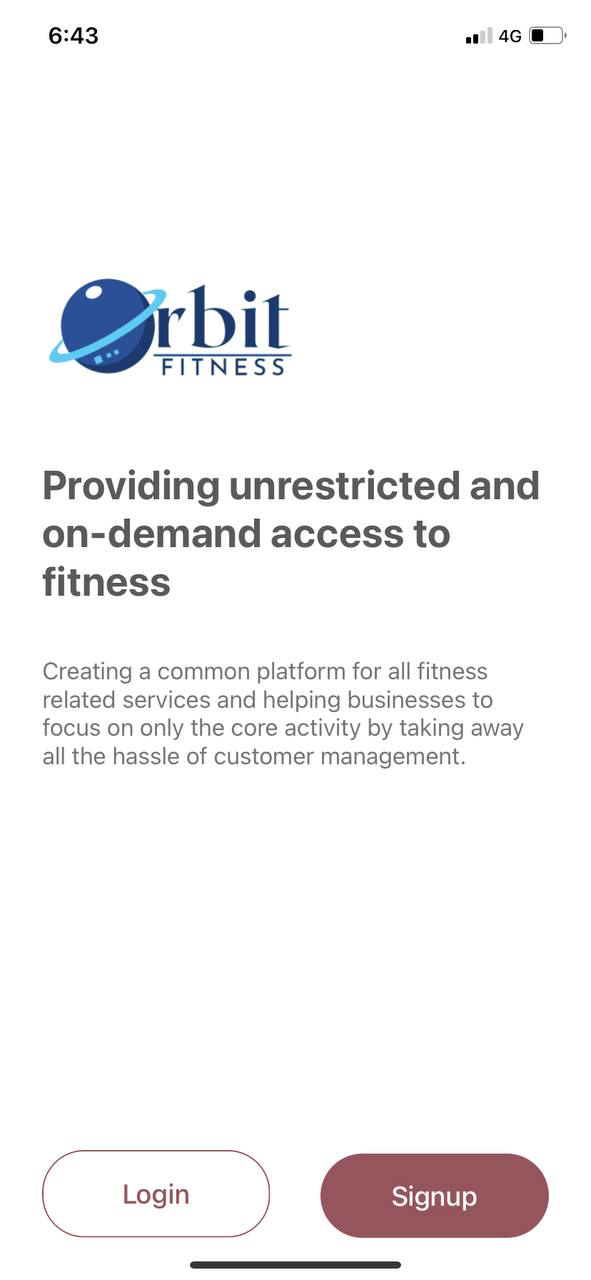 6:43
4G
Orbit
FITNESS
Providing unrestricted and
on-demand access to
fitness
Creating a common platform for all fitness
related services and helping businesses to
focus on only the core activity by taking away
all the hassle of customer management.
Login
Signup